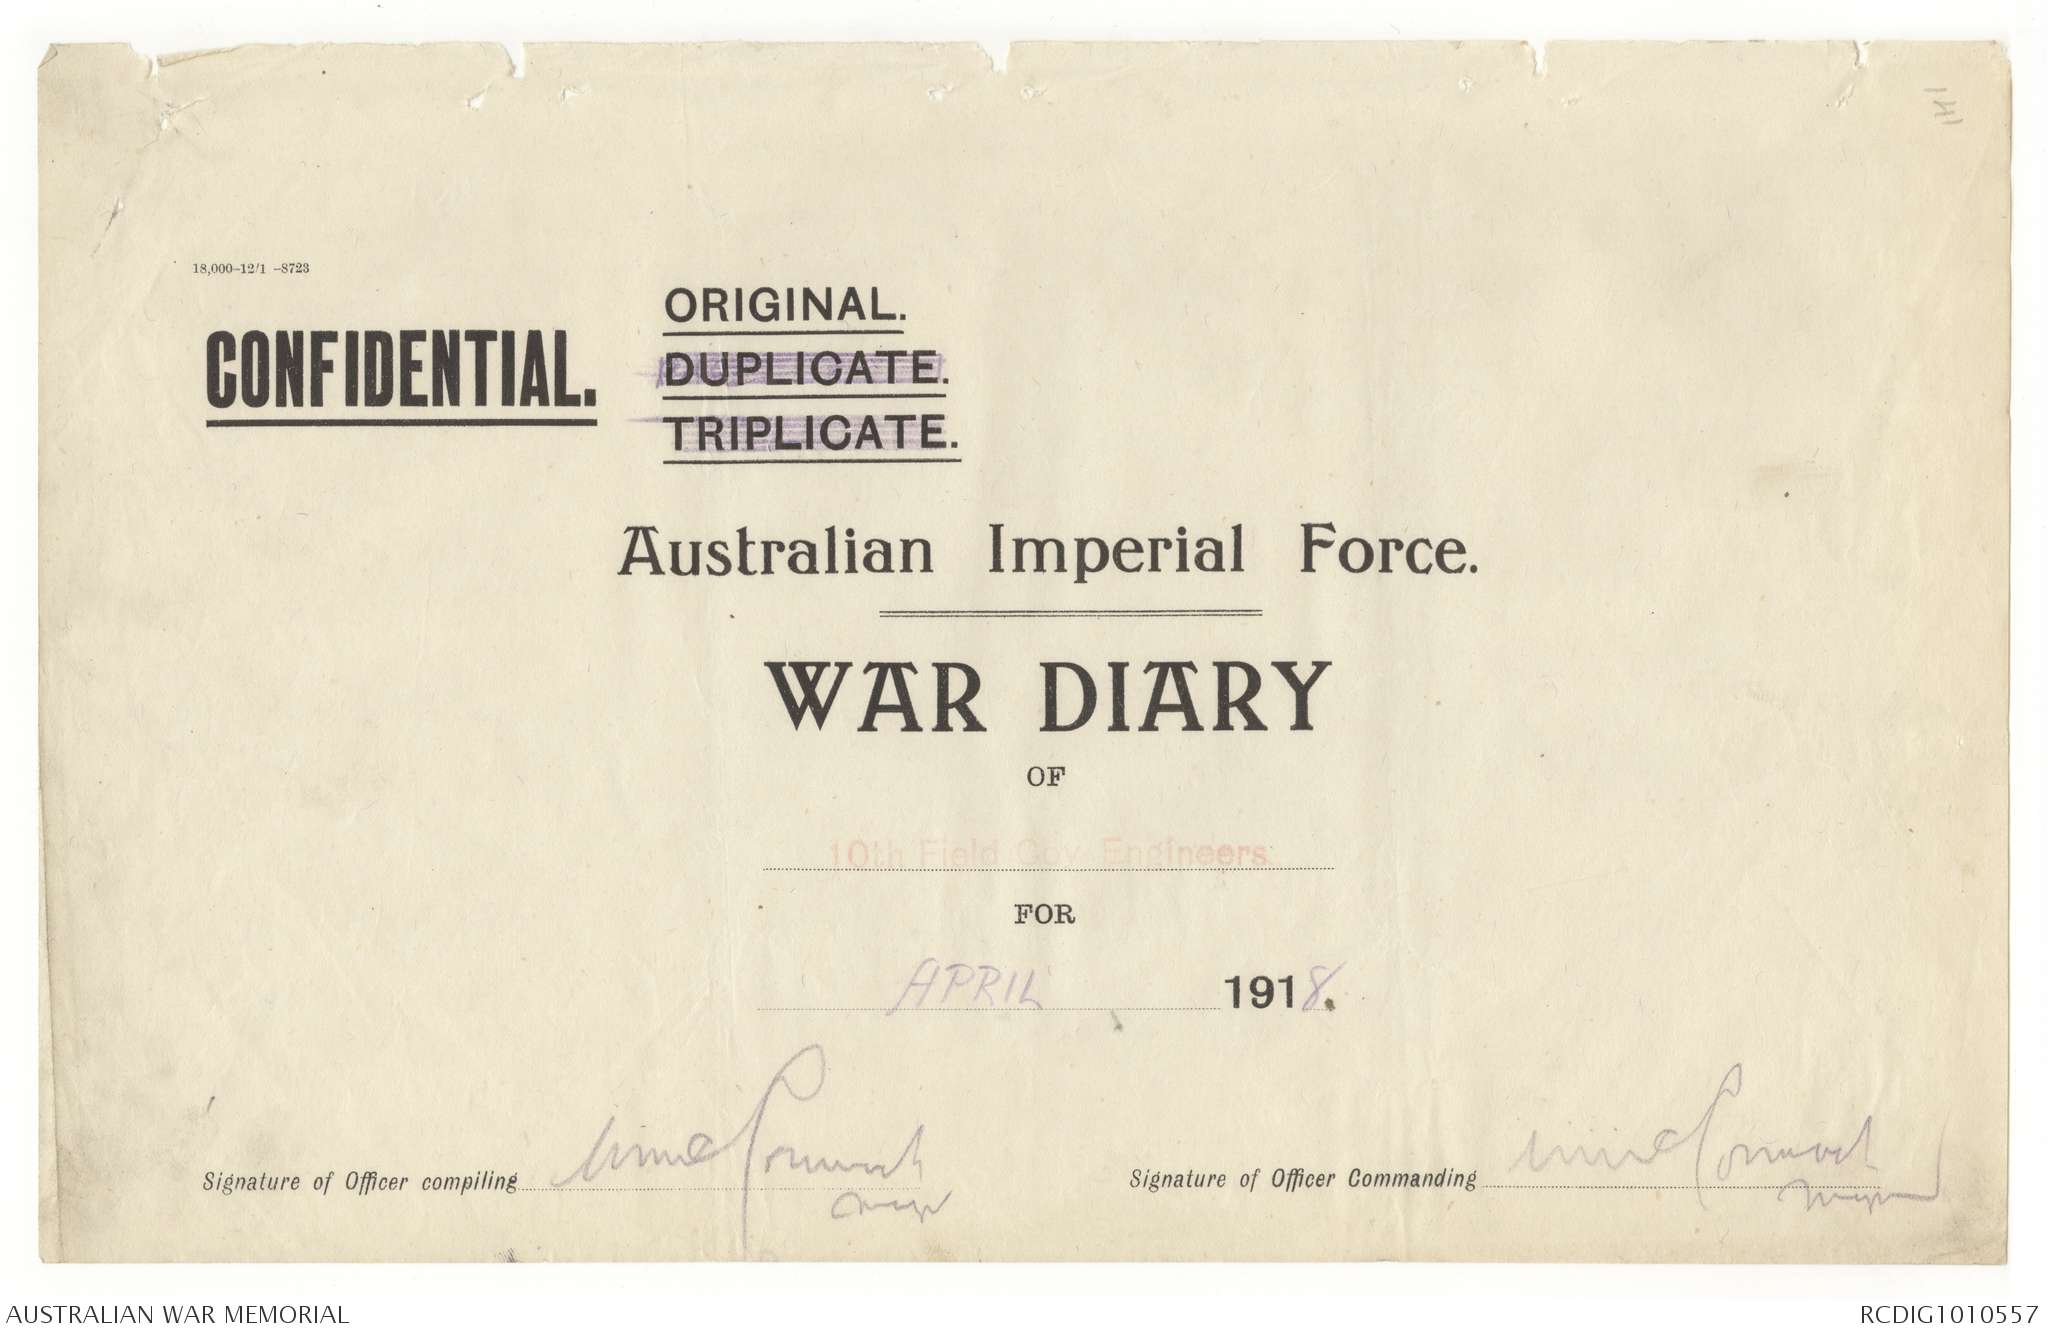 18,000–12/1 –8723
CONFIDENTIAL.
ORIGINAL.
DUPLICATE.
TRIPLICATE.
Australian Imperial Force.
WAR DIARY
OF
10th Field Coy. Engineers
FOR
APRIL 1918.
Signature of Officer compiling
Signature of Officer Commanding
AUSTRALIAN WAR MEMORIAL
RCDIG1010557